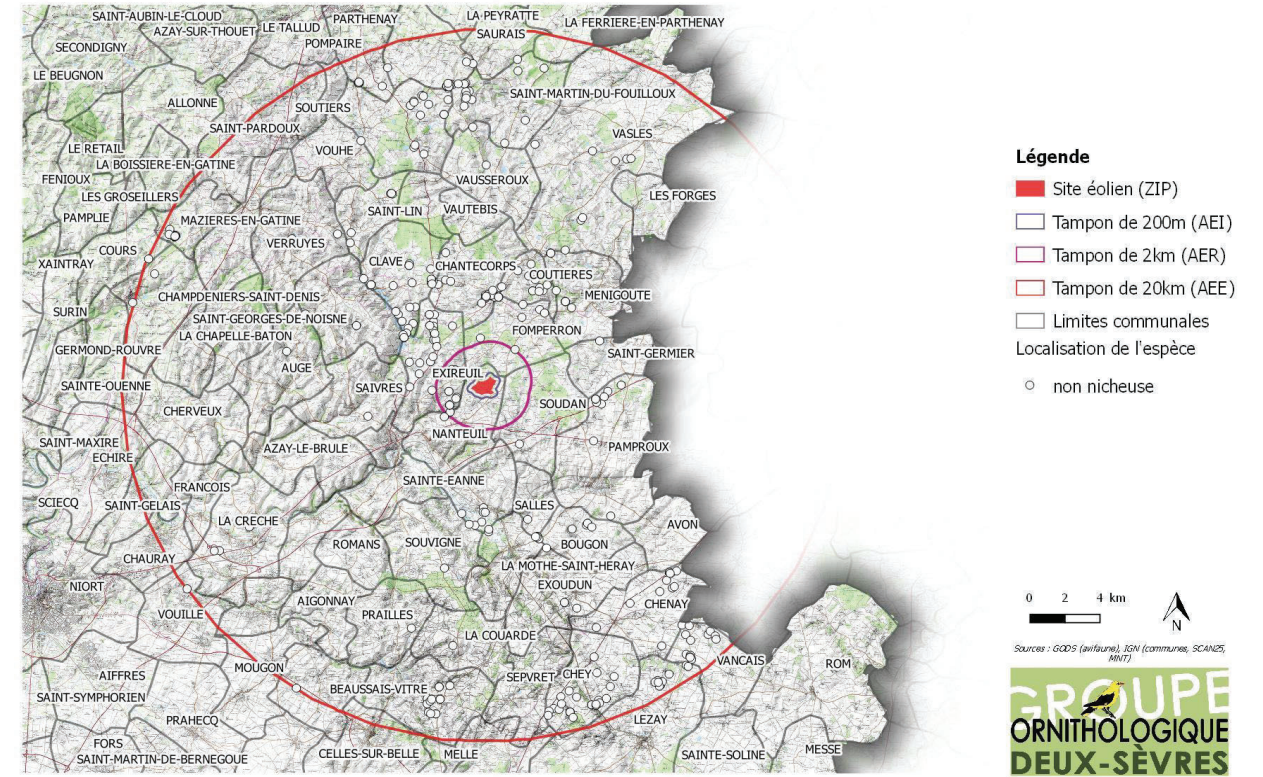 SAINT-AUBIN-LE-CLOUD
PARTHENAY
LA PEYRATTE
LA FERRIERE-EN-PARTHENAY
AZAY-SUR-THOUET
LE TALLUD
SAURAIS
SECONDIGNY
POMPAIRE
LE BEUGNON
ALLONNE
SOUTIERS
SAINT-MARTIN-DU-FOUILLOUX
SAINT-PARDOUX
VASLES
LE RETAIL
VOUHE
LA BOISSIERE-EN-GATINE
FENIOUX
VAUSSEROUX
LES GROSEILLERS
LES FORGES
PAMPLIE
MAZIERES-EN-GATINE
SAINT-LIN
VAUTEBIS
COURS
VERRUYES
XAINTRAY
CLAVE
CHANTECORPS
COUTIERES
CHAMPDENIERS-SAINT-DENIS
MENIGOUTE
SURIN
SAINT-GEORGES-DE-NOISNE
LA CHAPELLE-BATON
FOMPERRON
GERMOND-ROUVRE
SAINT-GERMIER
AUGE
EXIREUIL
SAINTE-OUENNE
SAIVRES
CHERVEUX
SOUDAN
SAINT-MAXIRE
NANTEUIL
ECHIRE
AZAY-LE-BRULE
PAMPROUX
FRANCOIS
SAINTE-EANNE
SCIECQ
SAINT-GELAIS
SALLES
LA CRECHE
AVON
CHAURAY
ROMANS
SOUVIGNE
BOUGON
LA MOTHE-SAINT-HERAY
NIORT
EXOUDUN
AIGONNAY
CHENAY
VOUILLE
PRAILLES
LA COUARDE
MOUGON
VANCAIS
ROM
AIFFRES
SEPVRET
CHEY
SAINT-SYMPHORIEN
BEAUSSAIS-VITRE
PRAHECQ
LEZAY
FORS
CELLES-SUR-BELLE
MELLE
SAINTE-SOLINE
MESSE
SAINT-MARTIN-DE-BERNEGOUE
Légende
Site éolien (ZIP)
Tampon de 200m (AEI)
Tampon de 2km (AER)
Tampon de 20km (AEE)
Limites communales
Localisation de l'espèce
non nicheuse
0 2 4 km
N
Sources : GODS (avifaune), IGN (communes, SCAN25,
MNT)
GROUPE
ORNITHOLOGIQUE
DEUX-SÈVRES